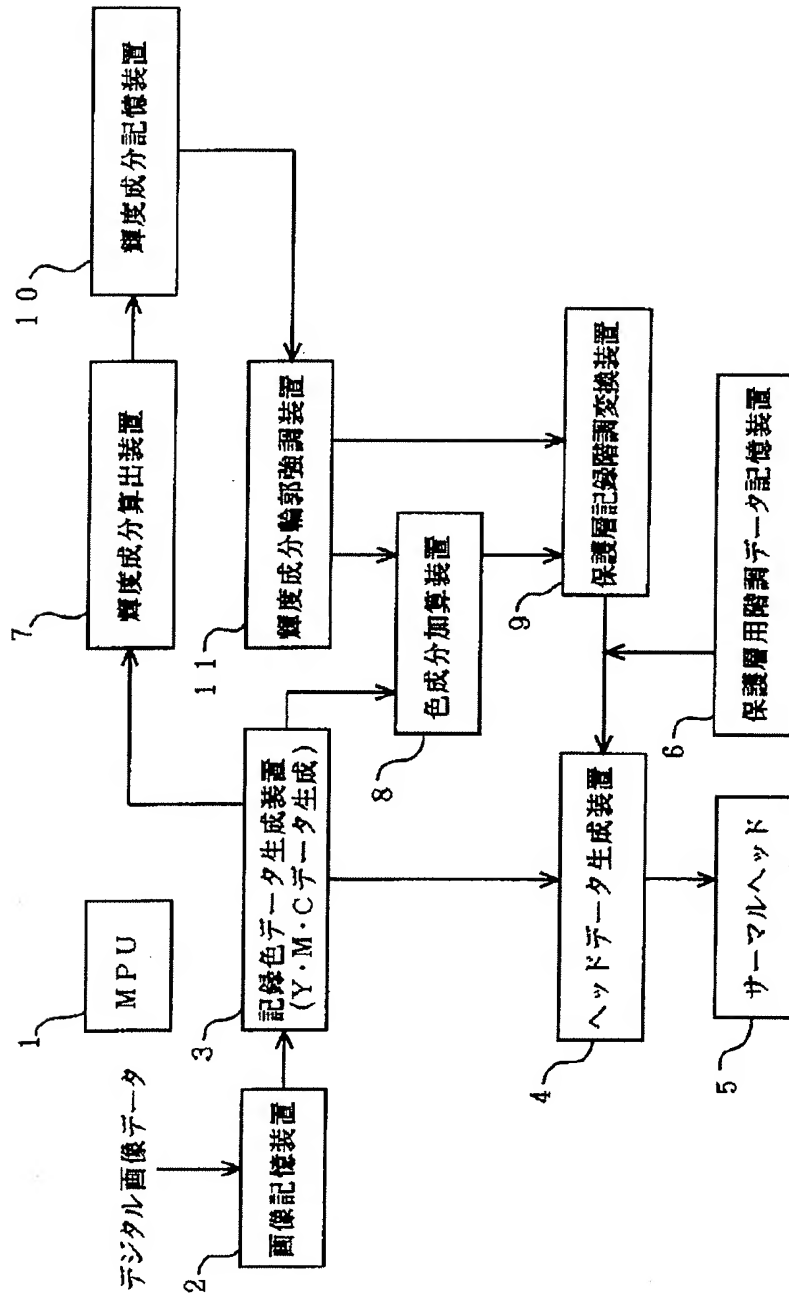 1
MPU
デジタル画像データ
2
画像記憶装置
3
記録色データ生成装置
(Y・M・Cデータ生成)
4
ヘッドデータ生成装置
5
サーマルヘッド
6
保護層用階調データ記憶装置
7
輝度成分算出装置
8
色成分加算装置
9
保護層記録階調変換装置
10
輝度成分記憶装置
11
輝度成分輪郭強調装置